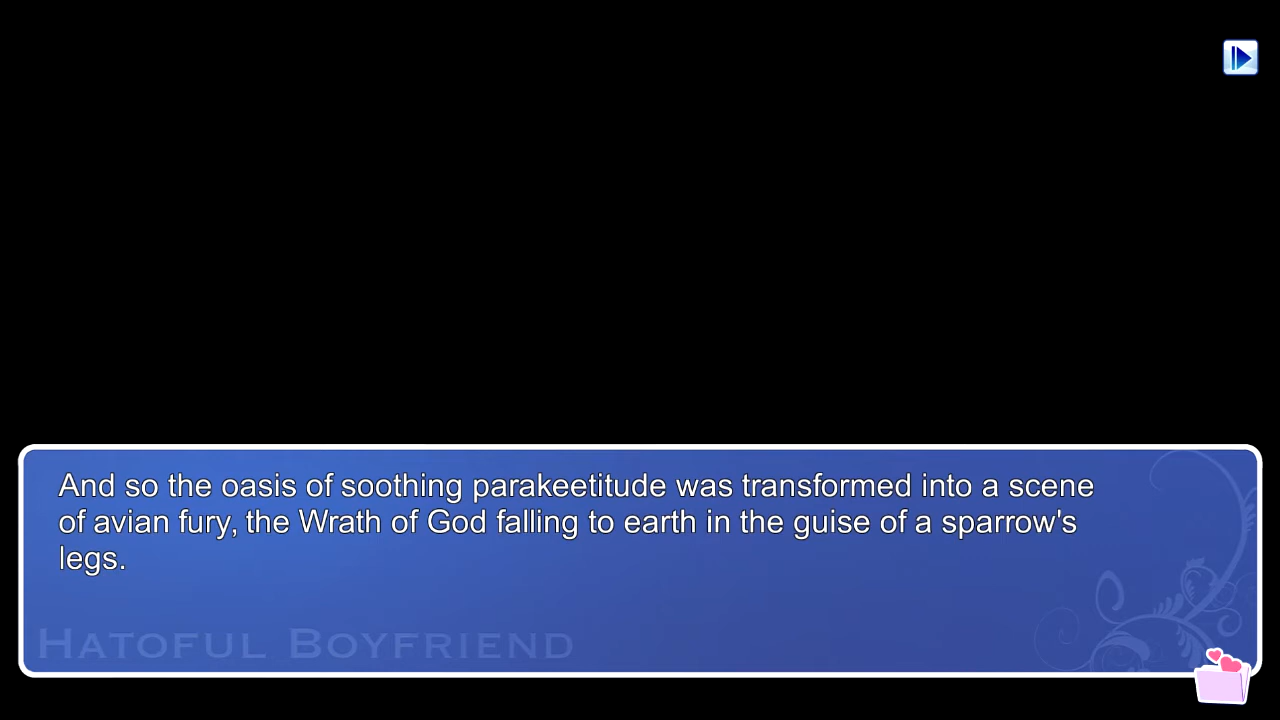 And so the oasis of soothing parakeetitude was transformed into a scene
of avian fury, the Wrath of God falling to earth in the guise of a sparrow's
legs.
HATOFUL BOYFRIEND